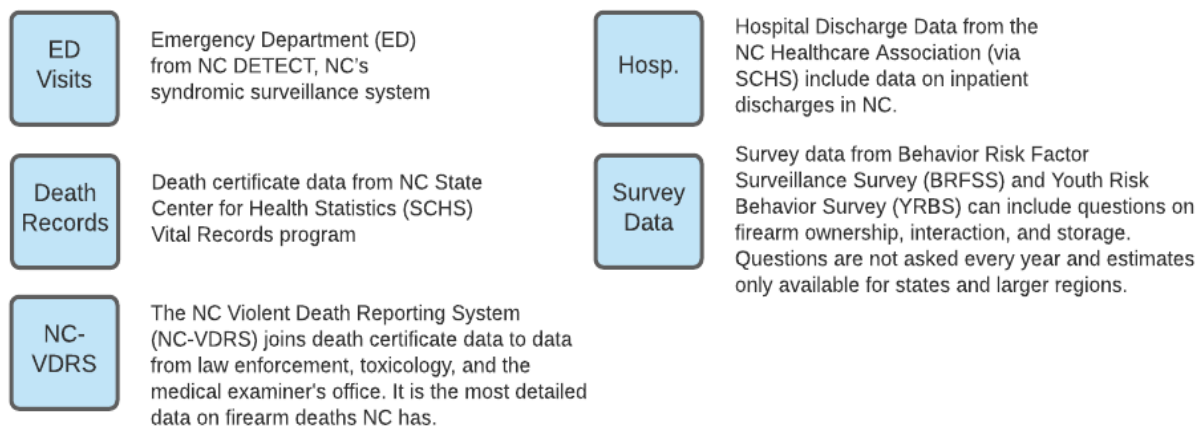 ED
Visits
Emergency Department (ED)
from NC DETECT, NC's
syndromic surveillance system
Death
Records
Death certificate data from NC State
Center for Health Statistics (SCHS)
Vital Records program
NC-
VDRS
The NC Violent Death Reporting System
(NC-VDRS) joins death certificate data to data
from law enforcement, toxicology, and the
medical examiner's office. It is the most detailed
data on firearm deaths NC has.
Hosp.
Hospital Discharge Data from the
NC Healthcare Association (via
SCHS) include data on inpatient
discharges in NC.
Survey
Data
Survey data from Behavior Risk Factor
Surveillance Survey (BRFSS) and Youth Risk
Behavior Survey (YRBS) can include questions on
firearm ownership, interaction, and storage.
Questions are not asked every year and estimates
only available for states and larger regions.